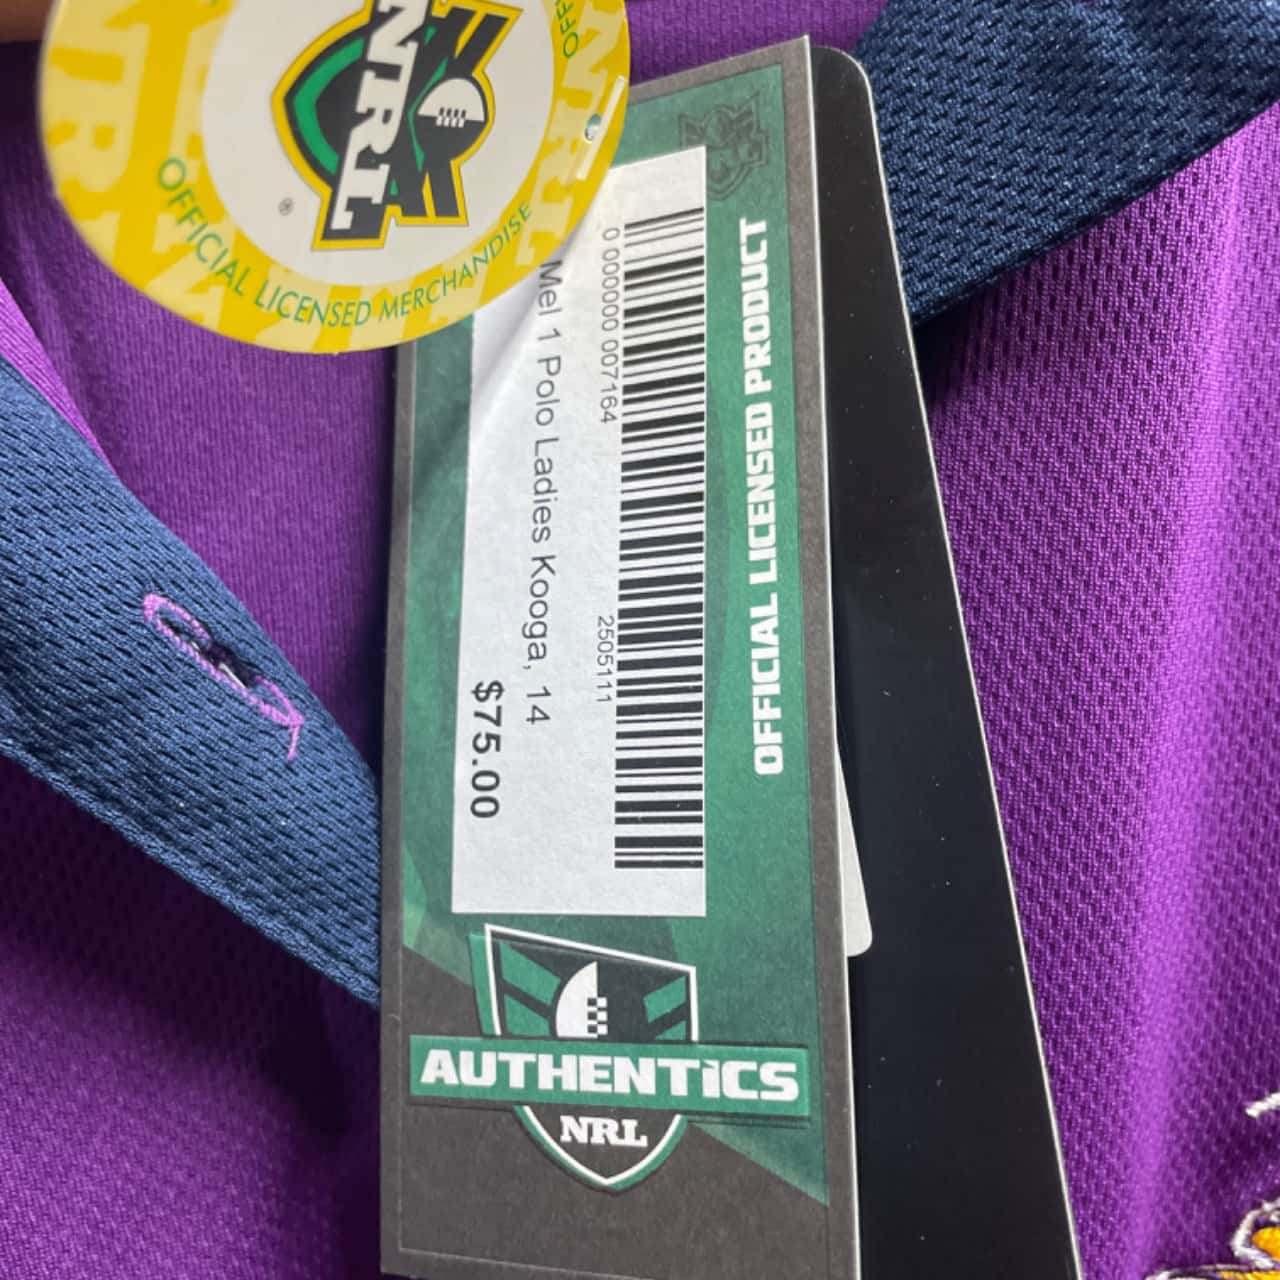 NRL
®
OFFICIAL LICENSED MERCHANDISE
Mel 1 Polo Ladies Kooga, 14
$75.00
0 000000 007164
2505111
OFFICIAL LICENSED PRODUCT
AUTHENTICS
NRL